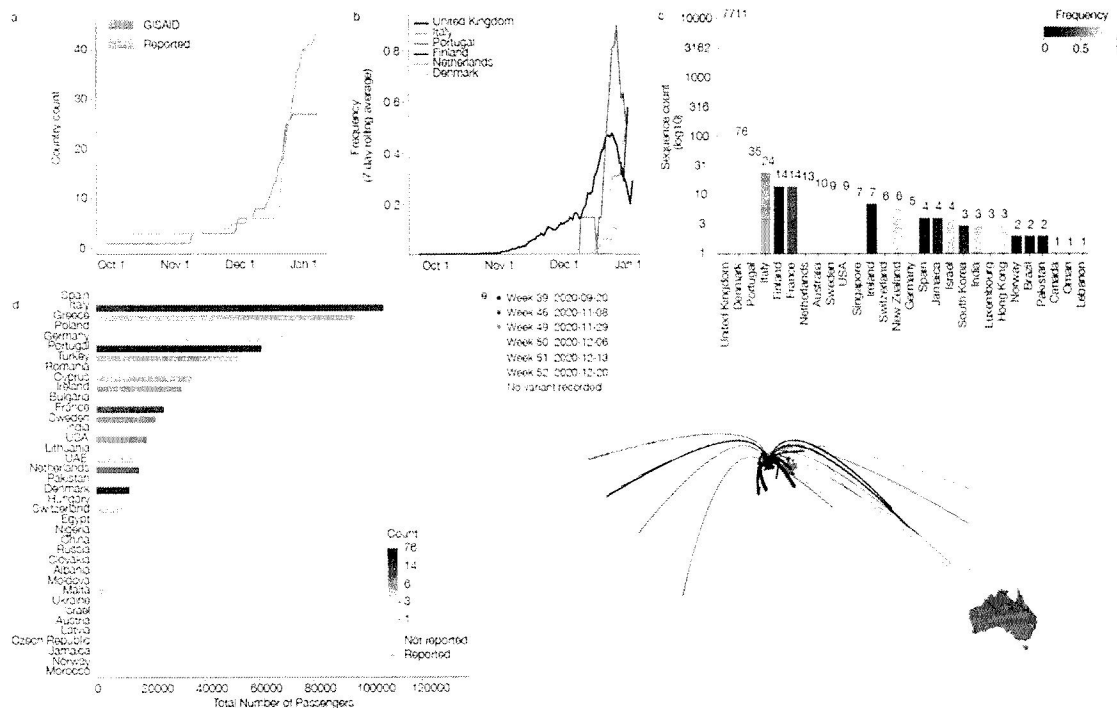 a
GISAID
Reported
Country count
40
30
20
10
0
Oct 1
Nov 1
Dec 1
Jan 1
b
United Kingdom
Italy
Portugal
Finland
Netherlands
Denmark
Frequency
(7 day rolling average)
0.8
0.6
0.4
0.2
Oct 1
Nov 1
Dec 1
Jan 1
c
Frequency
0 0.5
Sequence count
(log10)
10000
3162
1000
316
100
31
10
3
1
7711
76
35
24
14
14
13
10
9
9
7
7
6
6
5
4
4
4
3
3
3
3
2
2
2
1
1
1
United Kingdom
Denmark
Portugal
Italy
Finland
France
Netherlands
Australia
Sweden
USA
Singapore
Ireland
Switzerland
New Zealand
Germany
Spain
Jamaica
Israel
South Korea
India
Luxembourg
Hong Kong
Norway
Brazil
Pakistan
Canada
Oman
Lebanon
d
Spain
Italy
Greece
Poland
Germany
Portugal
Turkey
Romania
Cyprus
Ireland
Bulgaria
France
Sweden
India
USA
Lithuania
UAE
Netherlands
Pakistan
Denmark
Hungary
Switzerland
Egypt
Nigeria
China
Russia
Slovakia
Albania
Moldova
Malta
Ukraine
Israel
Austria
Latvia
Czech Republic
Jamaica
Norway
Morocco
0
20000
40000
60000
80000
100000
120000
Total Number of Passengers
Count
76
14
6
3
1
Not reported
Reported
e
Week 39 2020-09-20
Week 46 2020-11-08
Week 49 2020-11-29
Week 50 2020-12-06
Week 51 2020-12-13
Week 52 2020-12-20
No variant recorded